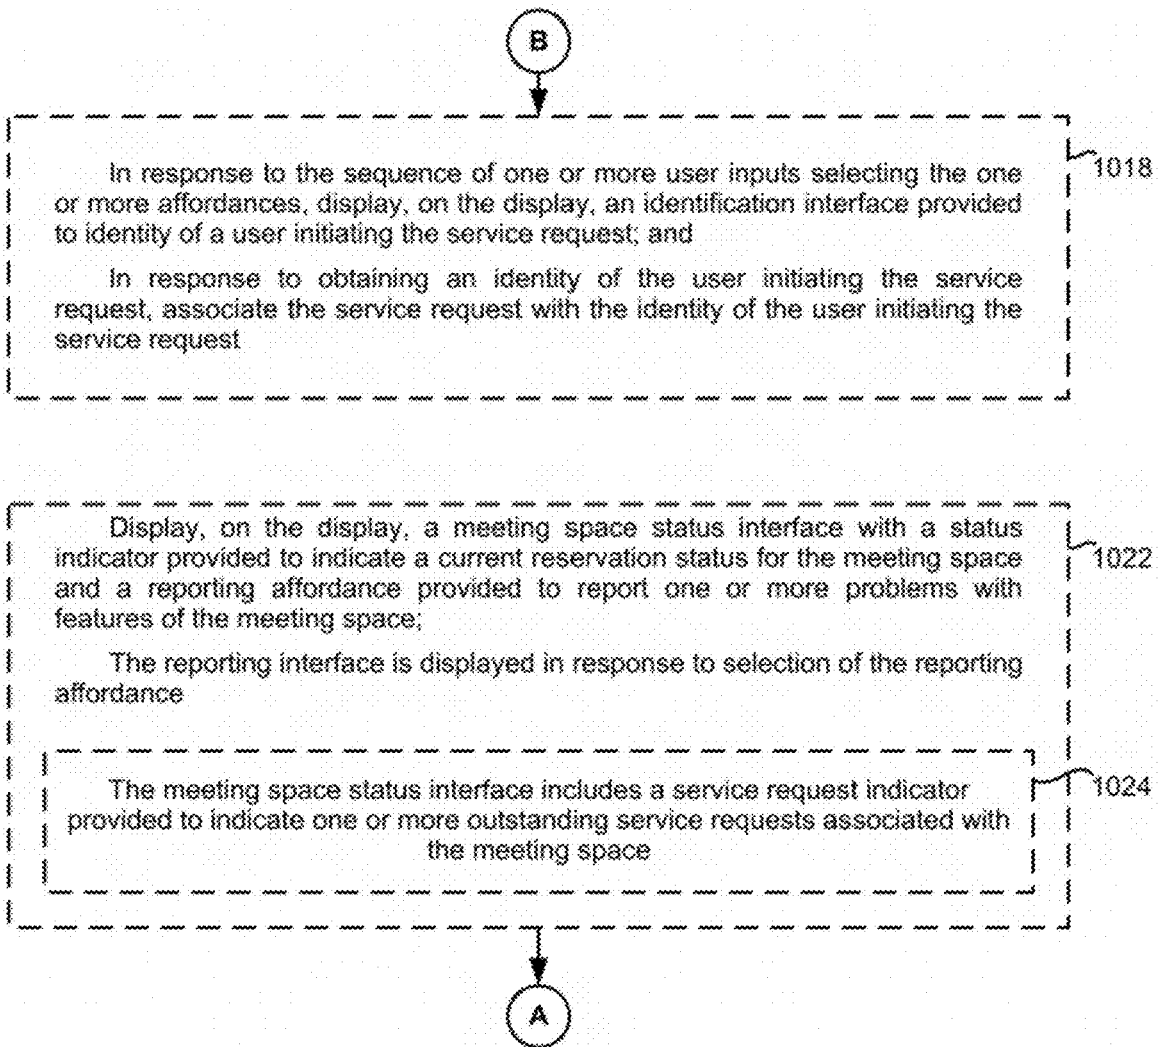 B
In response to the sequence of one or more user inputs selecting the one
or more affordances, display, on the display, an identification interface provided
to identity of a user initiating the service request; and
In response to obtaining an identity of the user initiating the service
request, associate the service request with the identity of the user initiating the
service request
1018
Display, on the display, a meeting space status interface with a status
indicator provided to indicate a current reservation status for the meeting space
and a reporting affordance provided to report one or more problems with
features of the meeting space;
The reporting interface is displayed in response to selection of the reporting
affordance
1022
The meeting space status interface includes a service request indicator
provided to indicate one or more outstanding service requests associated with
the meeting space
1024
A